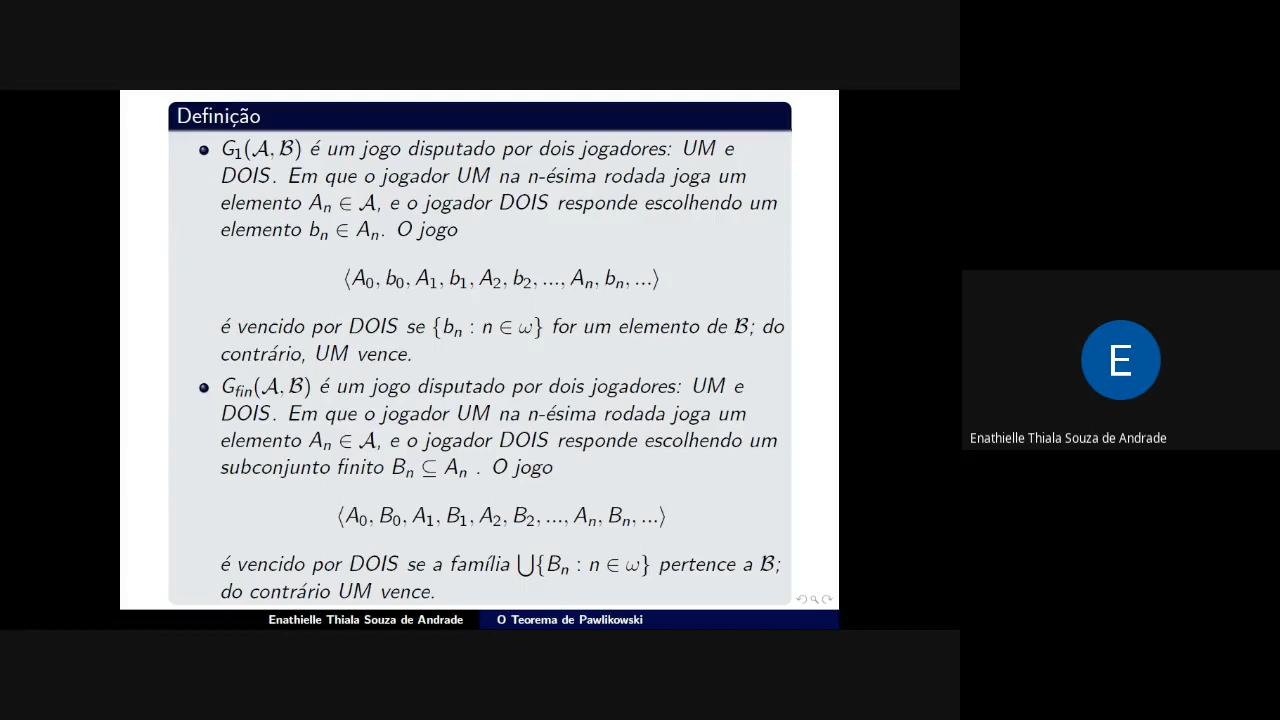 Definição
G₁(𝒜, ℬ) é um jogo disputado por dois jogadores: UM e
DOIS. Em que o jogador UM na n-ésima rodada joga um
elemento Aₙ ∈ 𝒜, e o jogador DOIS responde escolhendo um
elemento bₙ ∈ Aₙ. O jogo
⟨A₀, b₀, A₁, b₁, A₂, b₂, ..., Aₙ, bₙ, ...⟩
é vencido por DOIS se {bₙ : n ∈ ω} for um elemento de ℬ; do
contrário, UM vence.
G_fin(𝒜, ℬ) é um jogo disputado por dois jogadores: UM e
DOIS. Em que o jogador UM na n-ésima rodada joga um
elemento Aₙ ∈ 𝒜, e o jogador DOIS responde escolhendo um
subconjunto finito Bₙ ⊆ Aₙ . O jogo
⟨A₀, B₀, A₁, B₁, A₂, B₂, ..., Aₙ, Bₙ, ...⟩
é vencido por DOIS se a família ⋃{Bₙ : n ∈ ω} pertence a ℬ;
do contrário UM vence.
Enathielle Thiala Souza de Andrade O Teorema de Pawlikowski
E
Enathielle Thiala Souza de Andrade